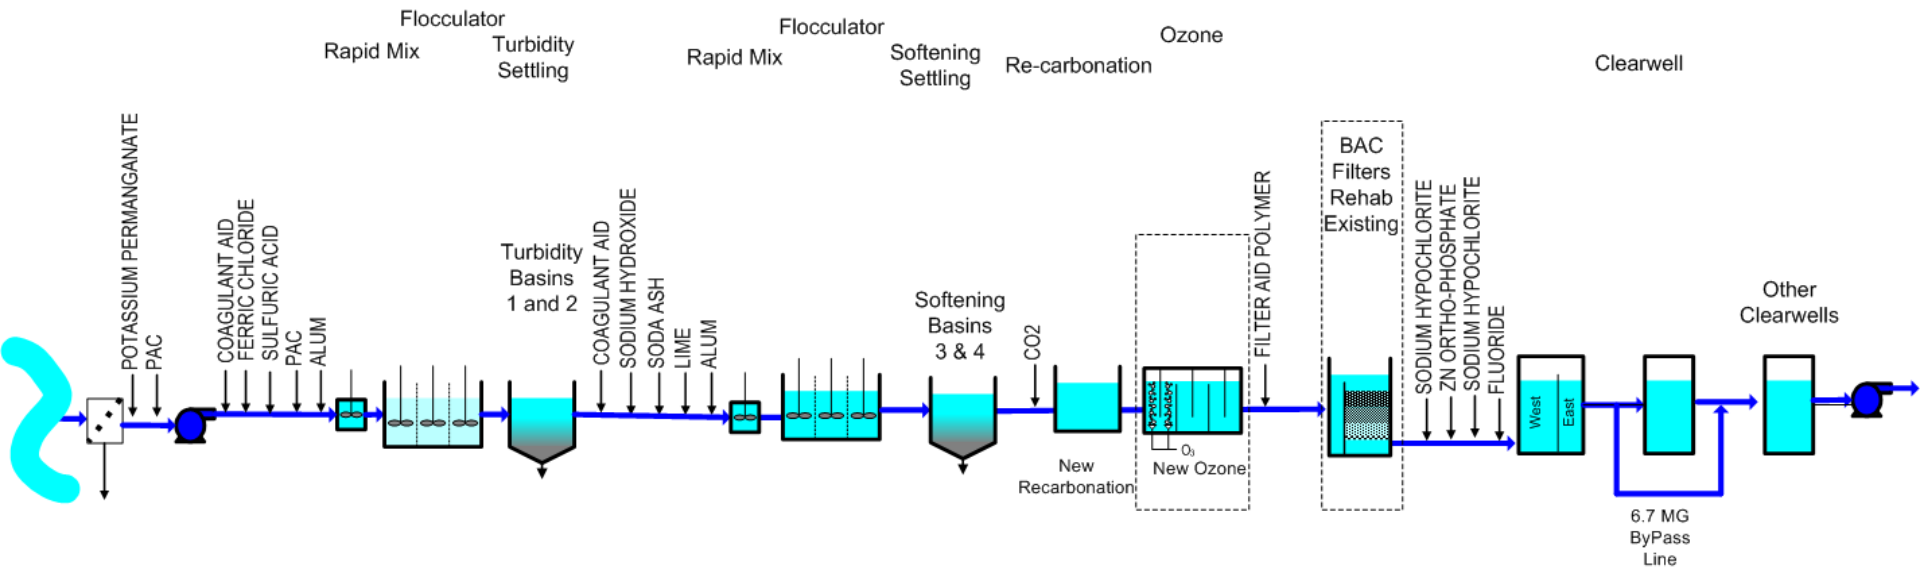 Flocculator
Rapid Mix
Turbidity
Settling
Flocculator
Rapid Mix
Softening
Settling
Re-carbonation
Ozone
Clearwell
POTASSIUM PERMANGANATE
PAC
COAGULANT AID
FERRIC CHLORIDE
SULFURIC ACID
PAC
ALUM
Turbidity
Basins
1 and 2
COAGULANT AID
SODIUM HYDROXIDE
SODA ASH
LIME
ALUM
Softening
Basins
3 & 4
CO2
New
Recarbonation
O₃
New Ozone
FILTER AID POLYMER
BAC
Filters
Rehab
Existing
SODIUM HYPOCHLORITE
ZN ORTHO-PHOSPHATE
SODIUM HYPOCHLORITE
FLUORIDE
West
East
6.7 MG
ByPass
Line
Other
Clearwells